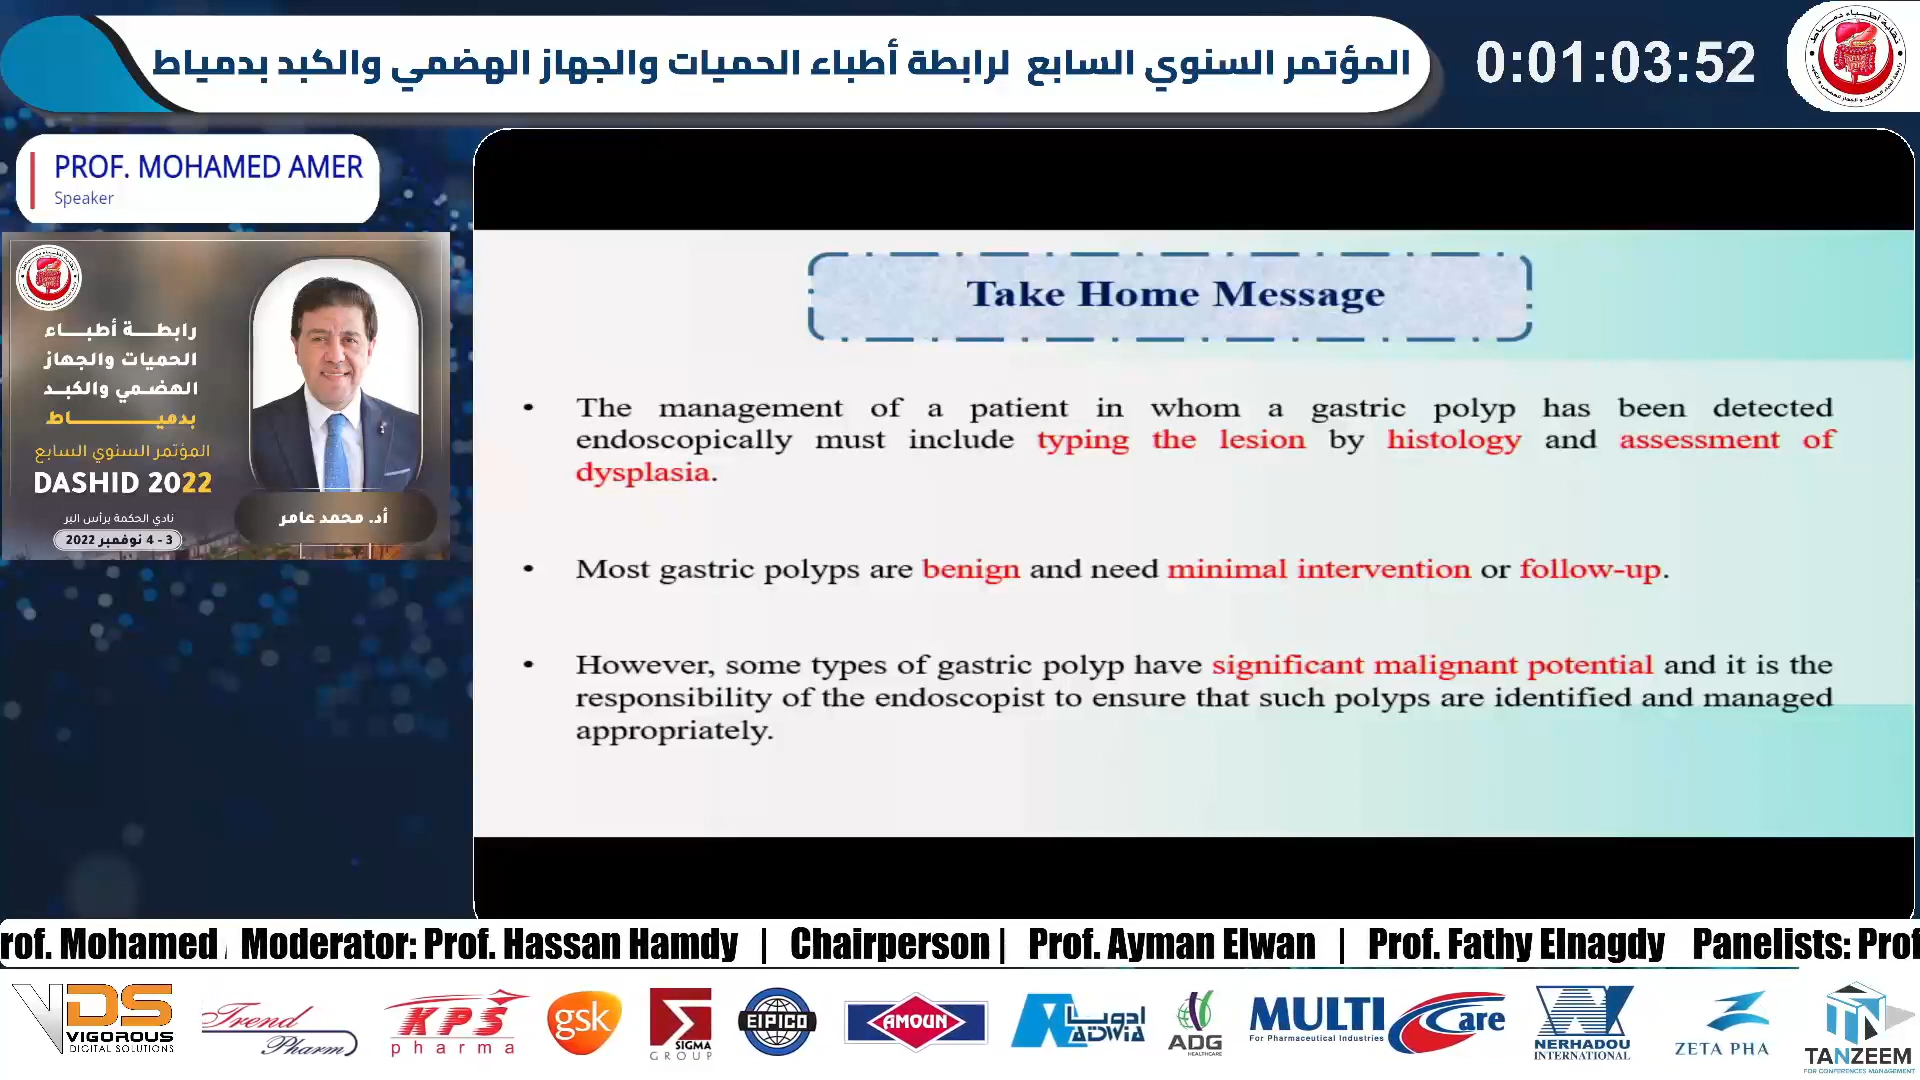 المؤتمر السنوي السابع لرابطة أطباء الحميات والجهاز الهضمي والكبد بدمياط
0:01:03:52
PROF. MOHAMED AMER
Speaker
رابطة أطباء
الحميات والجهاز
الهضمي والكبد
بدمياط
المؤتمر السنوي السابع
DASHID 2022
نادي الحكمة برأس البر
3 - 4 نوفمبر 2022
أد. محمد عامر
Take Home Message
• The management of a patient in whom a gastric polyp has been detected
endoscopically must include typing the lesion by histology and assessment of
dysplasia.
• Most gastric polyps are benign and need minimal intervention or follow-up.
• However, some types of gastric polyp have significant malignant potential and it is the
responsibility of the endoscopist to ensure that such polyps are identified and managed
appropriately.
rof. Mohamed Moderator: Prof. Hassan Hamdy | Chairperson | Prof. Ayman Elwan | Prof. Fathy Elnagdy Panelists: Prof
VDS
VIGOROUS
DIGITAL SOLUTIONS
Trend
Pharm
KPS
pharma
gsk
SIGMA
GROUP
EIPICO
AMOUN
ادويا
ADWIA
ADG
HEALTHCARE
MULTI Care
For Pharmaceutical Industries
NERHADOU
INTERNATIONAL
ZETA PHA
TANZEEM
FOR CONFERENCES MANAGEMENT